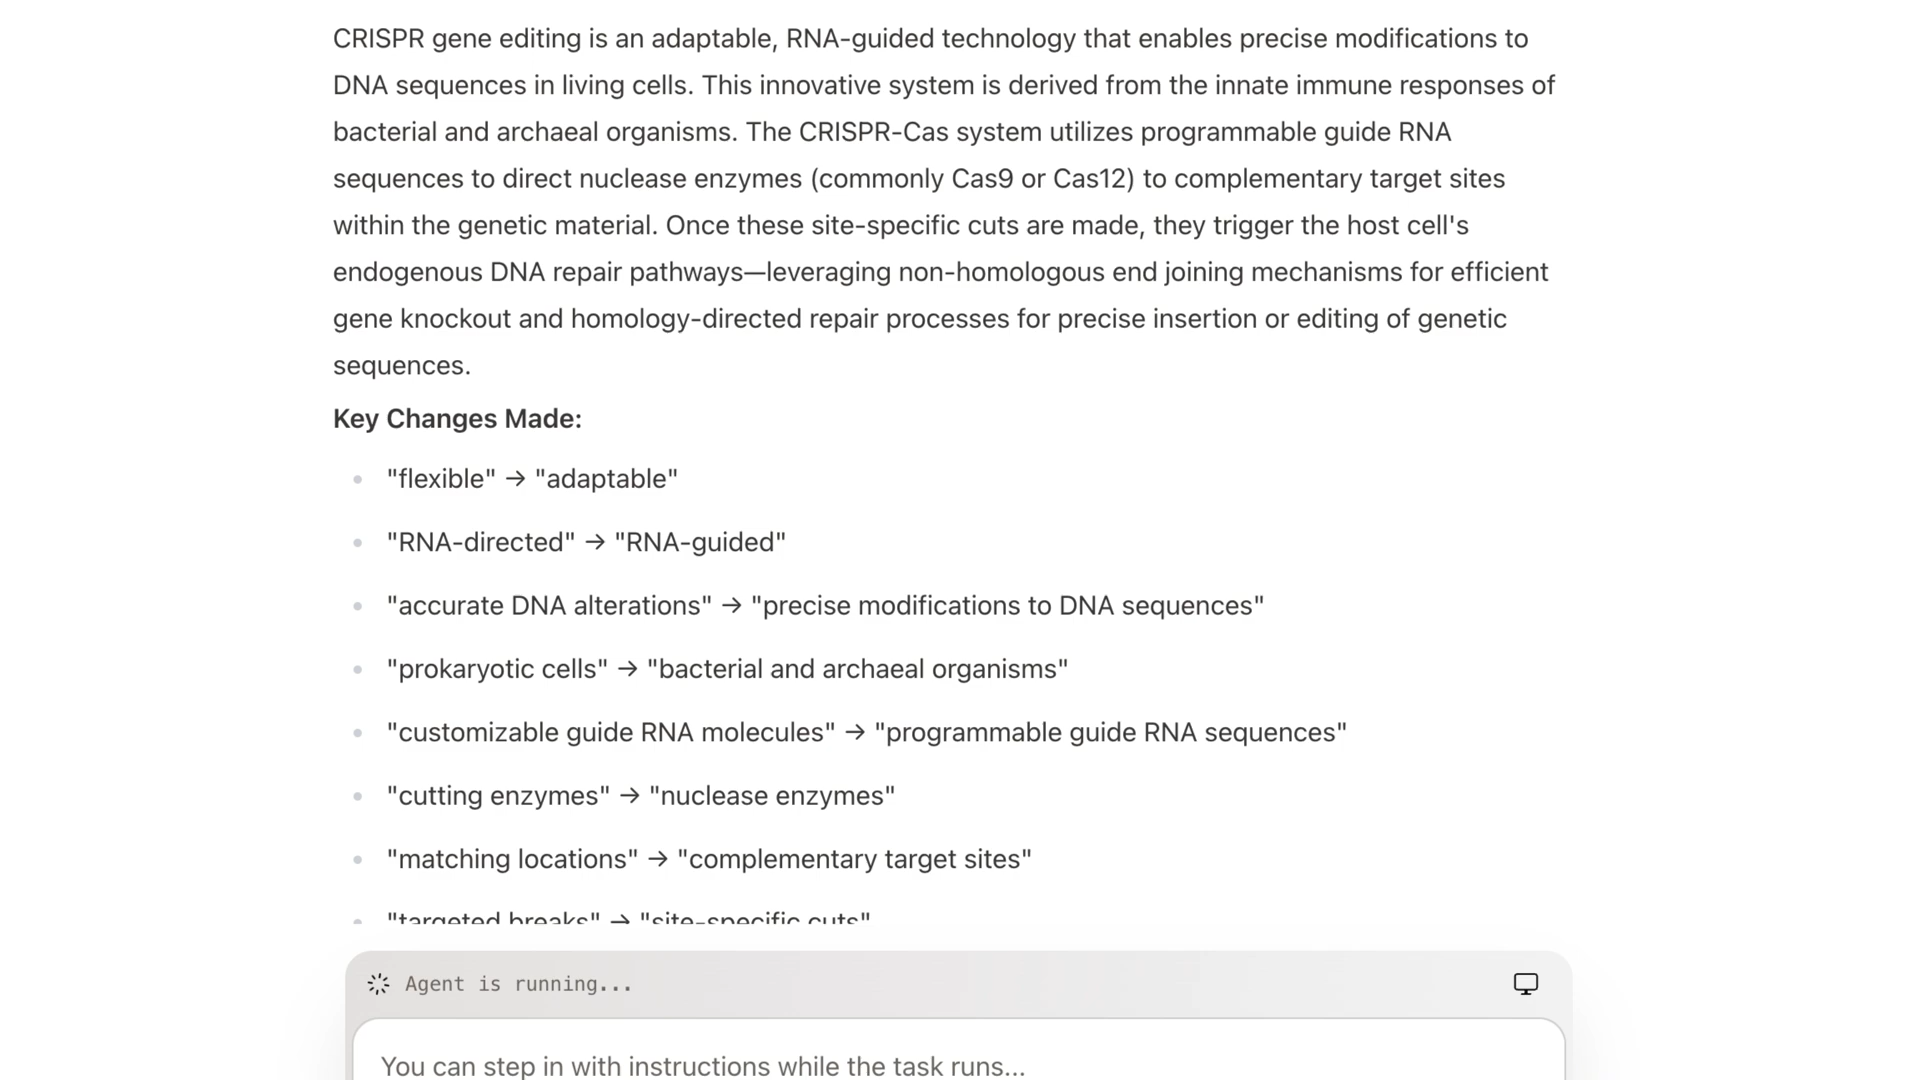 CRISPR gene editing is an adaptable, RNA-guided technology that enables precise modifications to
DNA sequences in living cells. This innovative system is derived from the innate immune responses of
bacterial and archaeal organisms. The CRISPR-Cas system utilizes programmable guide RNA
sequences to direct nuclease enzymes (commonly Cas9 or Cas12) to complementary target sites
within the genetic material. Once these site-specific cuts are made, they trigger the host cell's
endogenous DNA repair pathways—leveraging non-homologous end joining mechanisms for efficient
gene knockout and homology-directed repair processes for precise insertion or editing of genetic
sequences.
Key Changes Made:
"flexible" → "adaptable"
"RNA-directed" → "RNA-guided"
"accurate DNA alterations" → "precise modifications to DNA sequences"
"prokaryotic cells" → "bacterial and archaeal organisms"
"customizable guide RNA molecules" → "programmable guide RNA sequences"
"cutting enzymes" → "nuclease enzymes"
"matching locations" → "complementary target sites"
"targeted breaks" → "site-specific cuts"
Agent is running...
You can step in with instructions while the task runs...